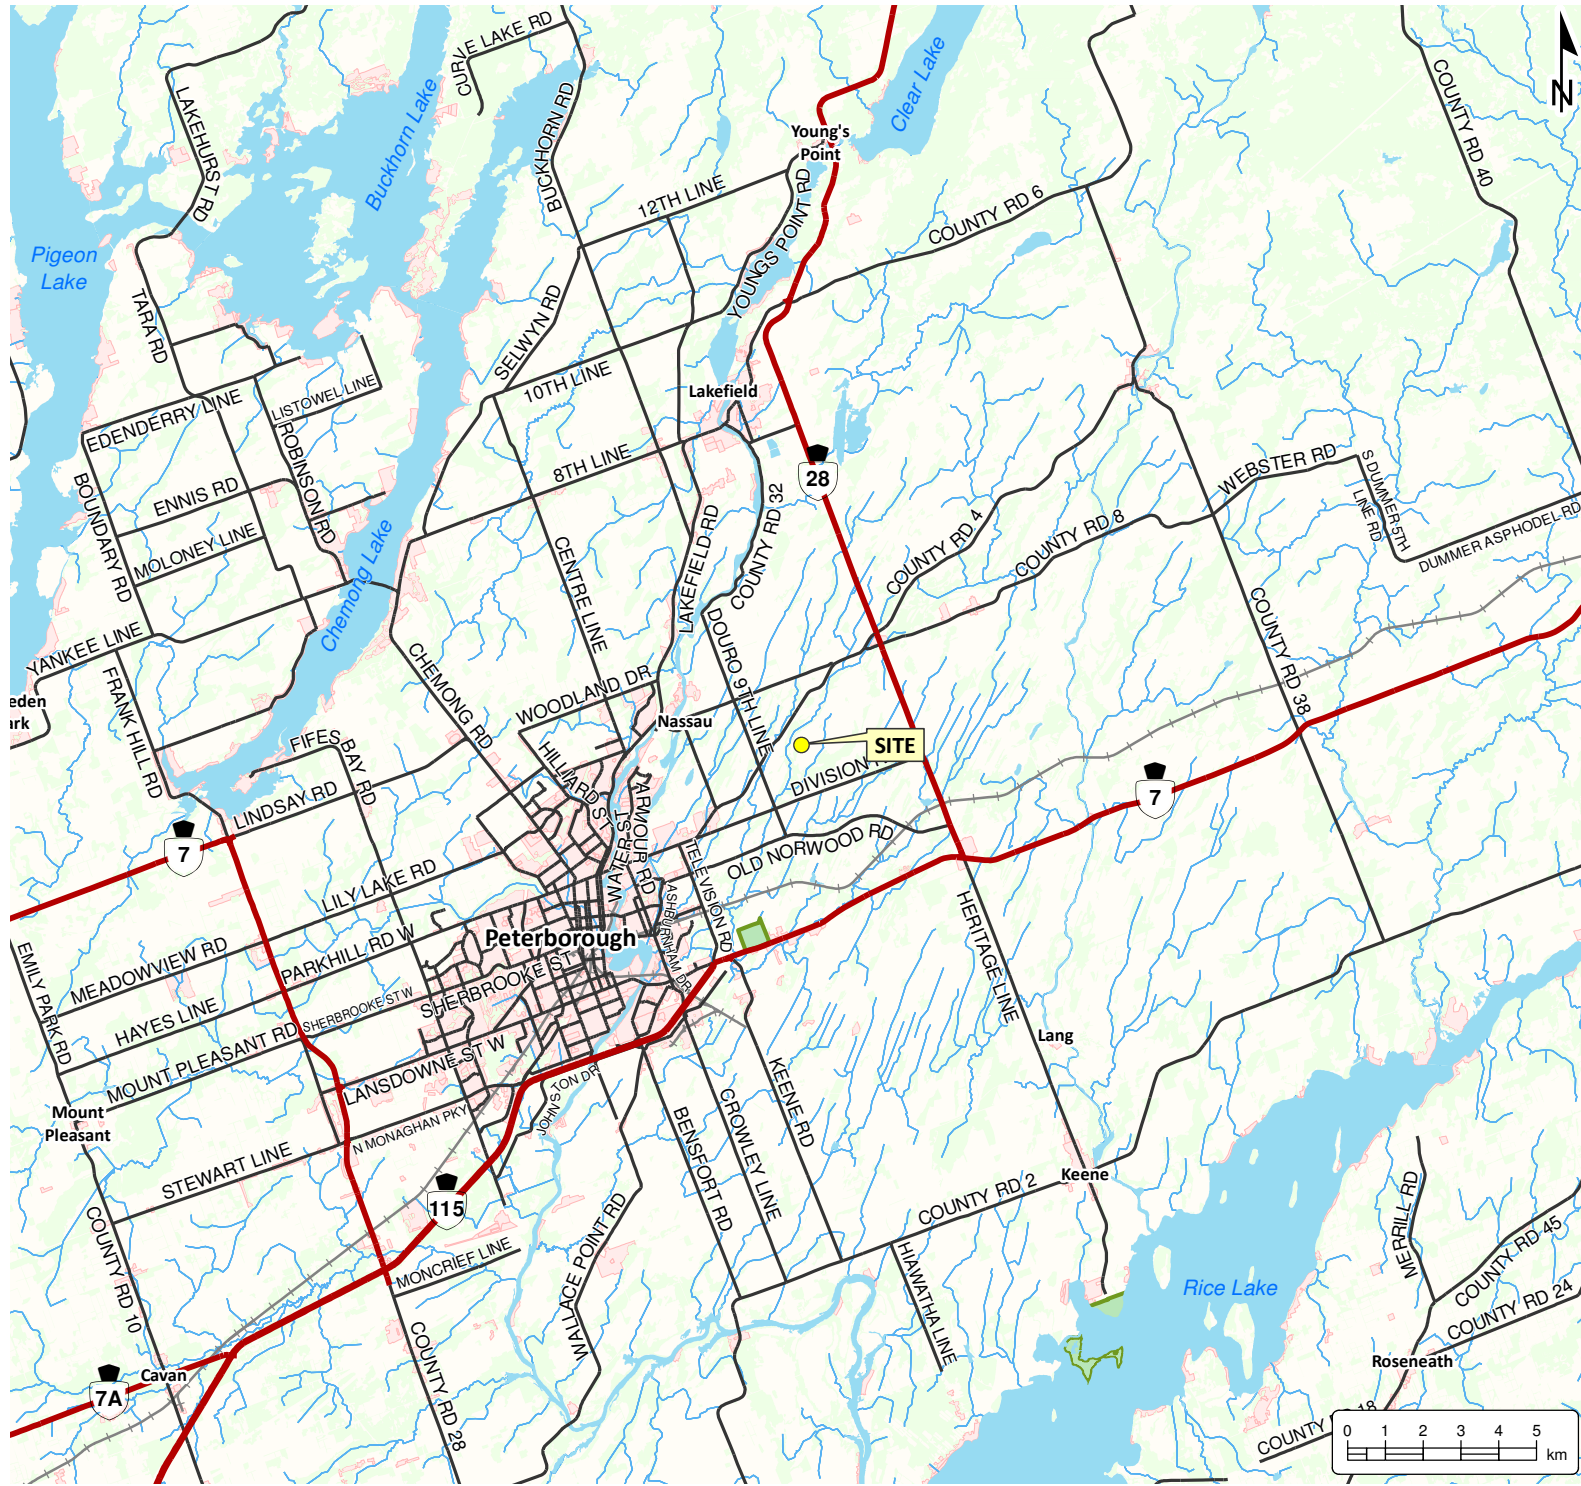 CURVE LAKE RD
LAKEHURST RD
Buckhorn Lake
BUCKHORN RD
Clear Lake
COUNTY RD 40
N
Young's
Point
12TH LINE
YOUNGS POINT RD
COUNTY RD 6
Pigeon
Lake
TARA RD
SELWYN RD
10TH LINE
Lakefield
LISTOWEL LINE
EDENDERRY LINE
ROBINSON RD
8TH LINE
28
WEBSTER RD
S DUMMER 5TH
LINE RD
DUMMER ASPHODEL RD
BOUNDARY RD
ENNIS RD
MOLONEY LINE
Chemong Lake
CENTRE LINE
LAKEFIELD RD
COUNTY RD 32
COUNTY RD 4
COUNTY RD 8
COUNTY RD 38
YANKEE LINE
eden
ark
FRANK HILL RD
CHEMONG RD
WOODLAND DR
DOURO 9TH LINE
Nassau
SITE
FIFES BAY RD
HILLIARD ST
DIVISION
LINDSAY RD
7
7
WATER ST
ARMOUR RD
TELEVISION RD
OLD NORWOOD RD
LILY LAKE RD
ASHBURNHAM DR
HERITAGE LINE
Peterborough
EMILY PARK RD
MEADOWVIEW RD
PARKHILL RD W
HAYES LINE
SHERBROOKE ST W
SHERBROOKE ST
MOUNT PLEASANT RD
LANSDOWNE ST W
Lang
KEENE RD
JOHNSTON DR
CROWLEY LINE
BENSFORT RD
Mount
Pleasant
N MONAGHAN PKY
STEWART LINE
Keene
COUNTY RD 2
115
WALLACE POINT RD
MERRILL RD
COUNTY RD 45
COUNTY RD 10
MONCRIEF LINE
HIAWATHA LINE
Rice Lake
COUNTY RD 24
COUNTY RD 28
Roseneath
Cavan
7A
COUNTY
18
0 1 2 3 4 5
km